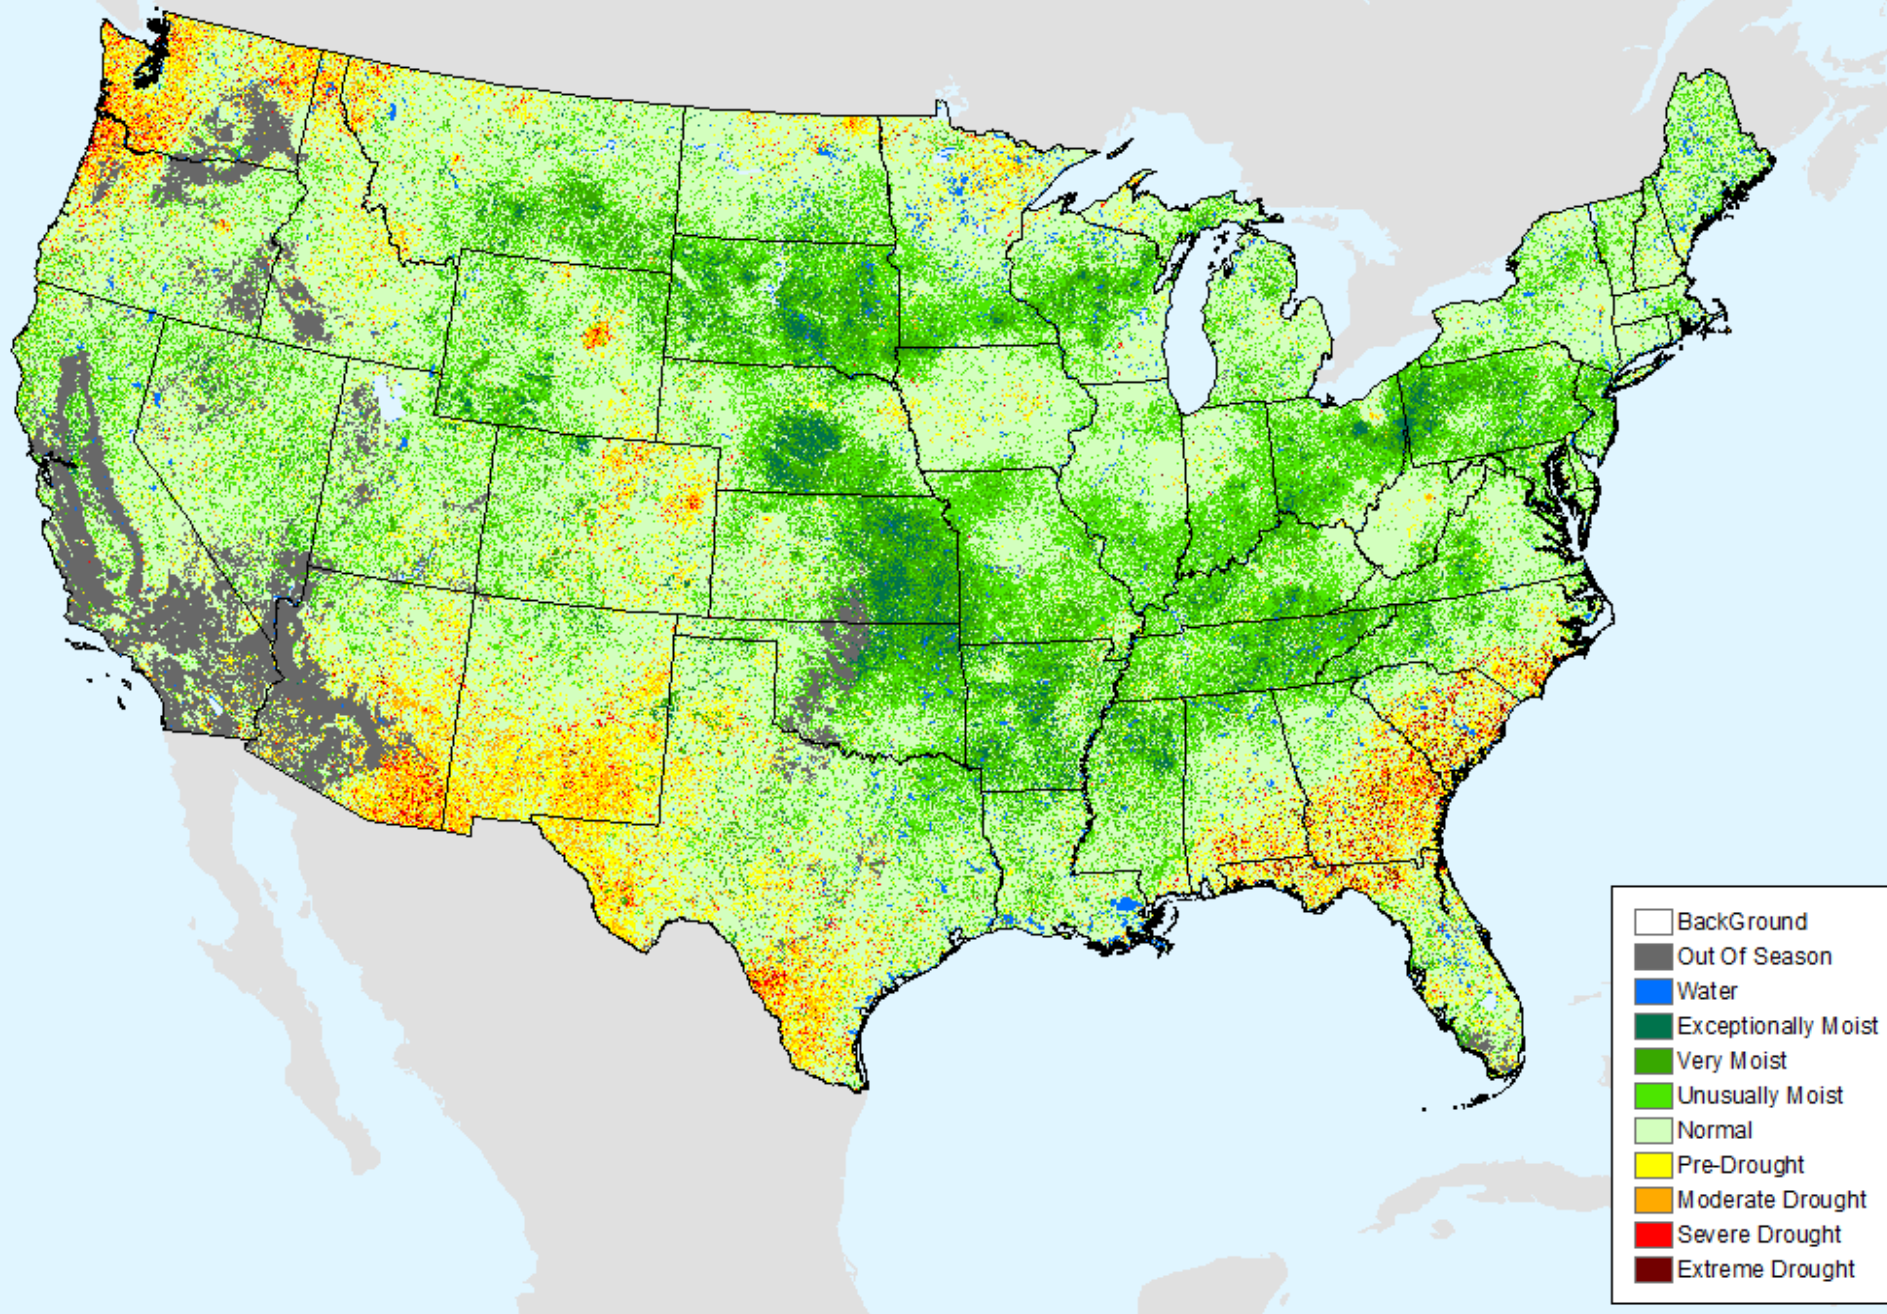 BackGround
Out Of Season
Water
Exceptionally Moist
Very Moist
Unusually Moist
Normal
Pre-Drought
Moderate Drought
Severe Drought
Extreme Drought